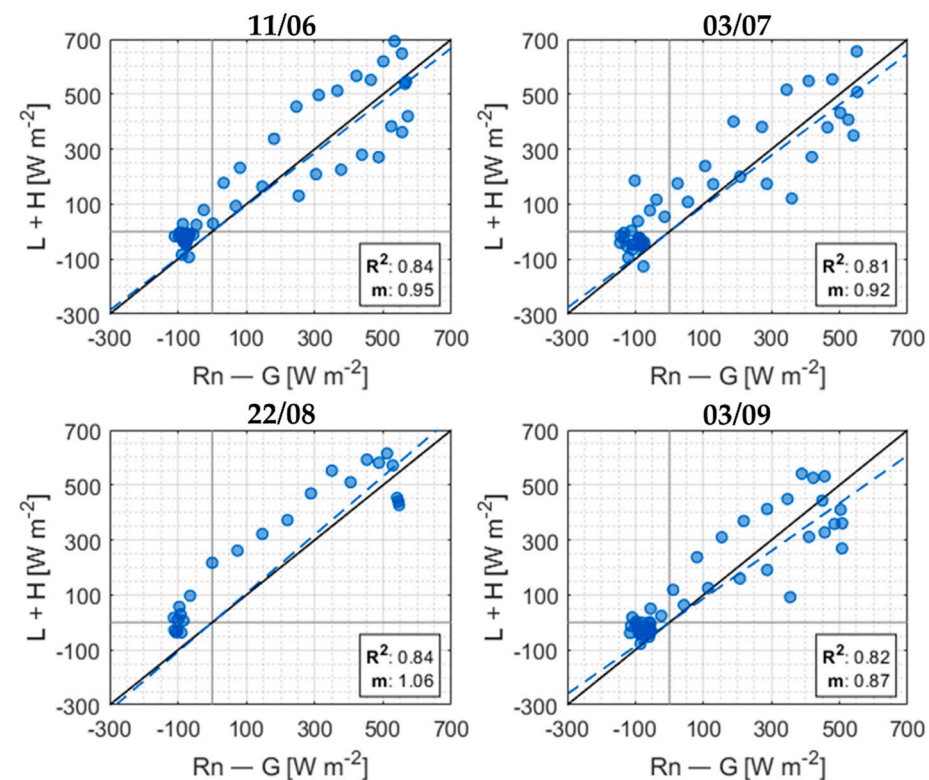 11/06
700
500
300
100
-100
-300
L + H [W m⁻²]
R²: 0.84
m: 0.95
-300 -100 100 300 500 700
Rn — G [W m⁻²]
03/07
700
500
300
100
-100
-300
L + H [W m⁻²]
R²: 0.81
m: 0.92
-300 -100 100 300 500 700
Rn — G [W m⁻²]
22/08
700
500
300
100
-100
-300
L + H [W m⁻²]
R²: 0.84
m: 1.06
-300 -100 100 300 500 700
Rn — G [W m⁻²]
03/09
700
500
300
100
-100
-300
L + H [W m⁻²]
R²: 0.82
m: 0.87
-300 -100 100 300 500 700
Rn — G [W m⁻²]